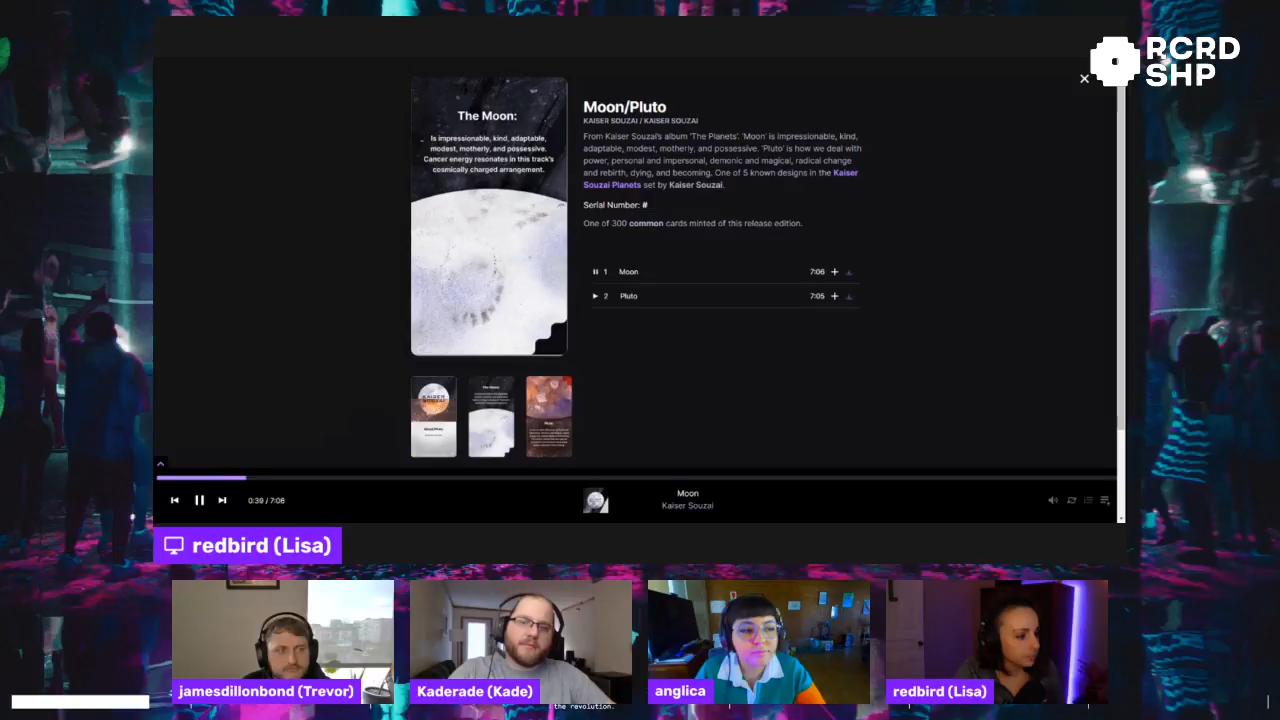 RCRD
SHP
The Moon:
Is impressionable, kind, adaptable,
modest, motherly, and possessive.
Cancer energy resonates in this track's
cosmically charged arrangement.
Moon/Pluto
KAISER SOUZAI / KAISER SOUZAI
From Kaiser Souzai's album 'The Planets'. 'Moon' is impressionable, kind,
adaptable, modest, motherly, and possessive. 'Pluto' is how we deal with
power, personal and impersonal, demonic and magical, radical change
and rebirth, dying, and becoming. One of 5 known designs in the Kaiser
Souzai Planets set by Kaiser Souzai.
Serial Number: #
One of 300 common cards minted of this release edition.
1 Moon 7:06 +
2 Pluto 7:05 +
KAISER
SOUZAI
The Moon:
Pluto:
0:39 / 7:06
Moon
Kaiser Souzai
redbird (Lisa)
jamesdillonbond (Trevor)
Kaderade (Kade)
anglica
redbird (Lisa)
the revolution.